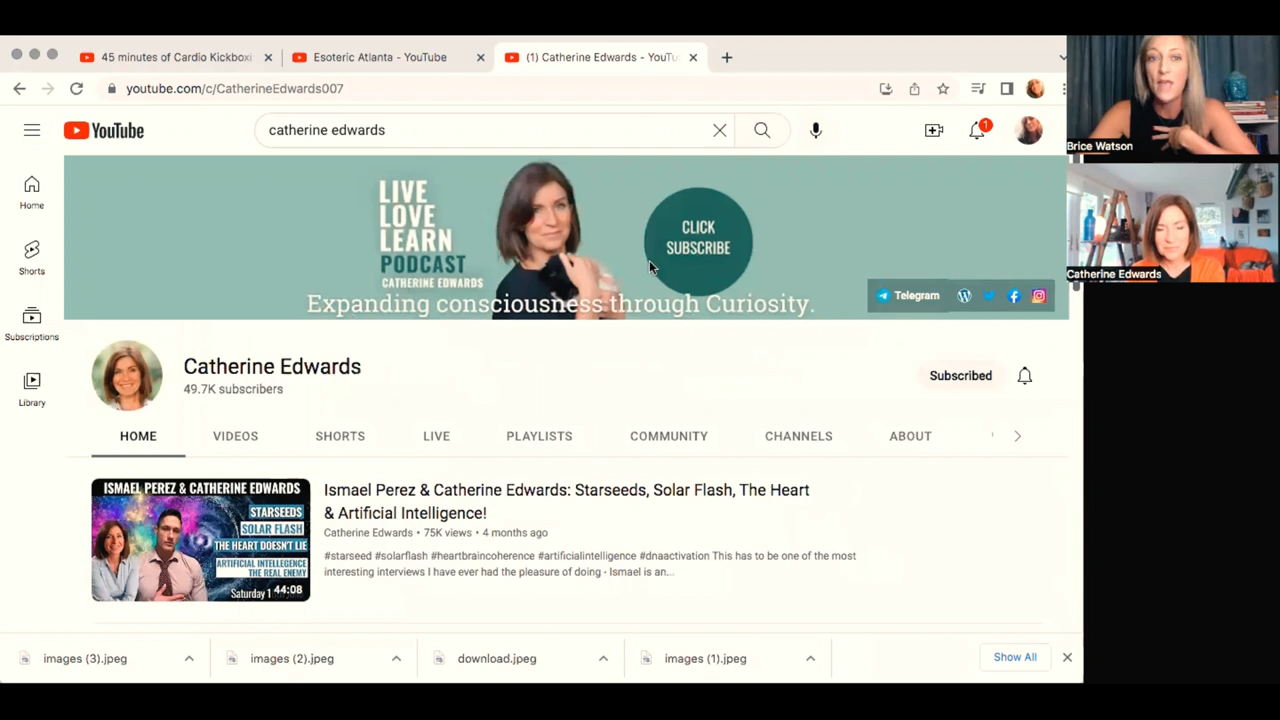 45 minutes of Cardio Kickboxi
Esoteric Atlanta - YouTube
(1) Catherine Edwards - YouTu
youtube.com/c/CatherineEdwards007
YouTube
catherine edwards
1
Brice Watson
Catherine Edwards
Home
Shorts
Subscriptions
Library
LIVE
LOVE
LEARN
PODCAST
CATHERINE EDWARDS
CLICK
SUBSCRIBE
Expanding consciousness through Curiosity.
Telegram
Catherine Edwards
49.7K subscribers
Subscribed
HOME VIDEOS SHORTS LIVE PLAYLISTS COMMUNITY CHANNELS ABOUT
ISMAEL PEREZ & CATHERINE EDWARDS
STARSEEDS
SOLAR FLASH
THE HEART DOESN'T LIE
ARTIFICIAL INTELLEGENCE
THE REAL ENEMY
Saturday 1
44:08
Ismael Perez & Catherine Edwards: Starseeds, Solar Flash, The Heart
& Artificial Intelligence!
Catherine Edwards • 75K views • 4 months ago
#starseed #solarflash #heartbraincoherence #artificialintelligence #dnaactivation This has to be one of the most
interesting interviews I have ever had the pleasure of doing - Ismael is an...
images (3).jpeg
images (2).jpeg
download.jpeg
images (1).jpeg
Show All